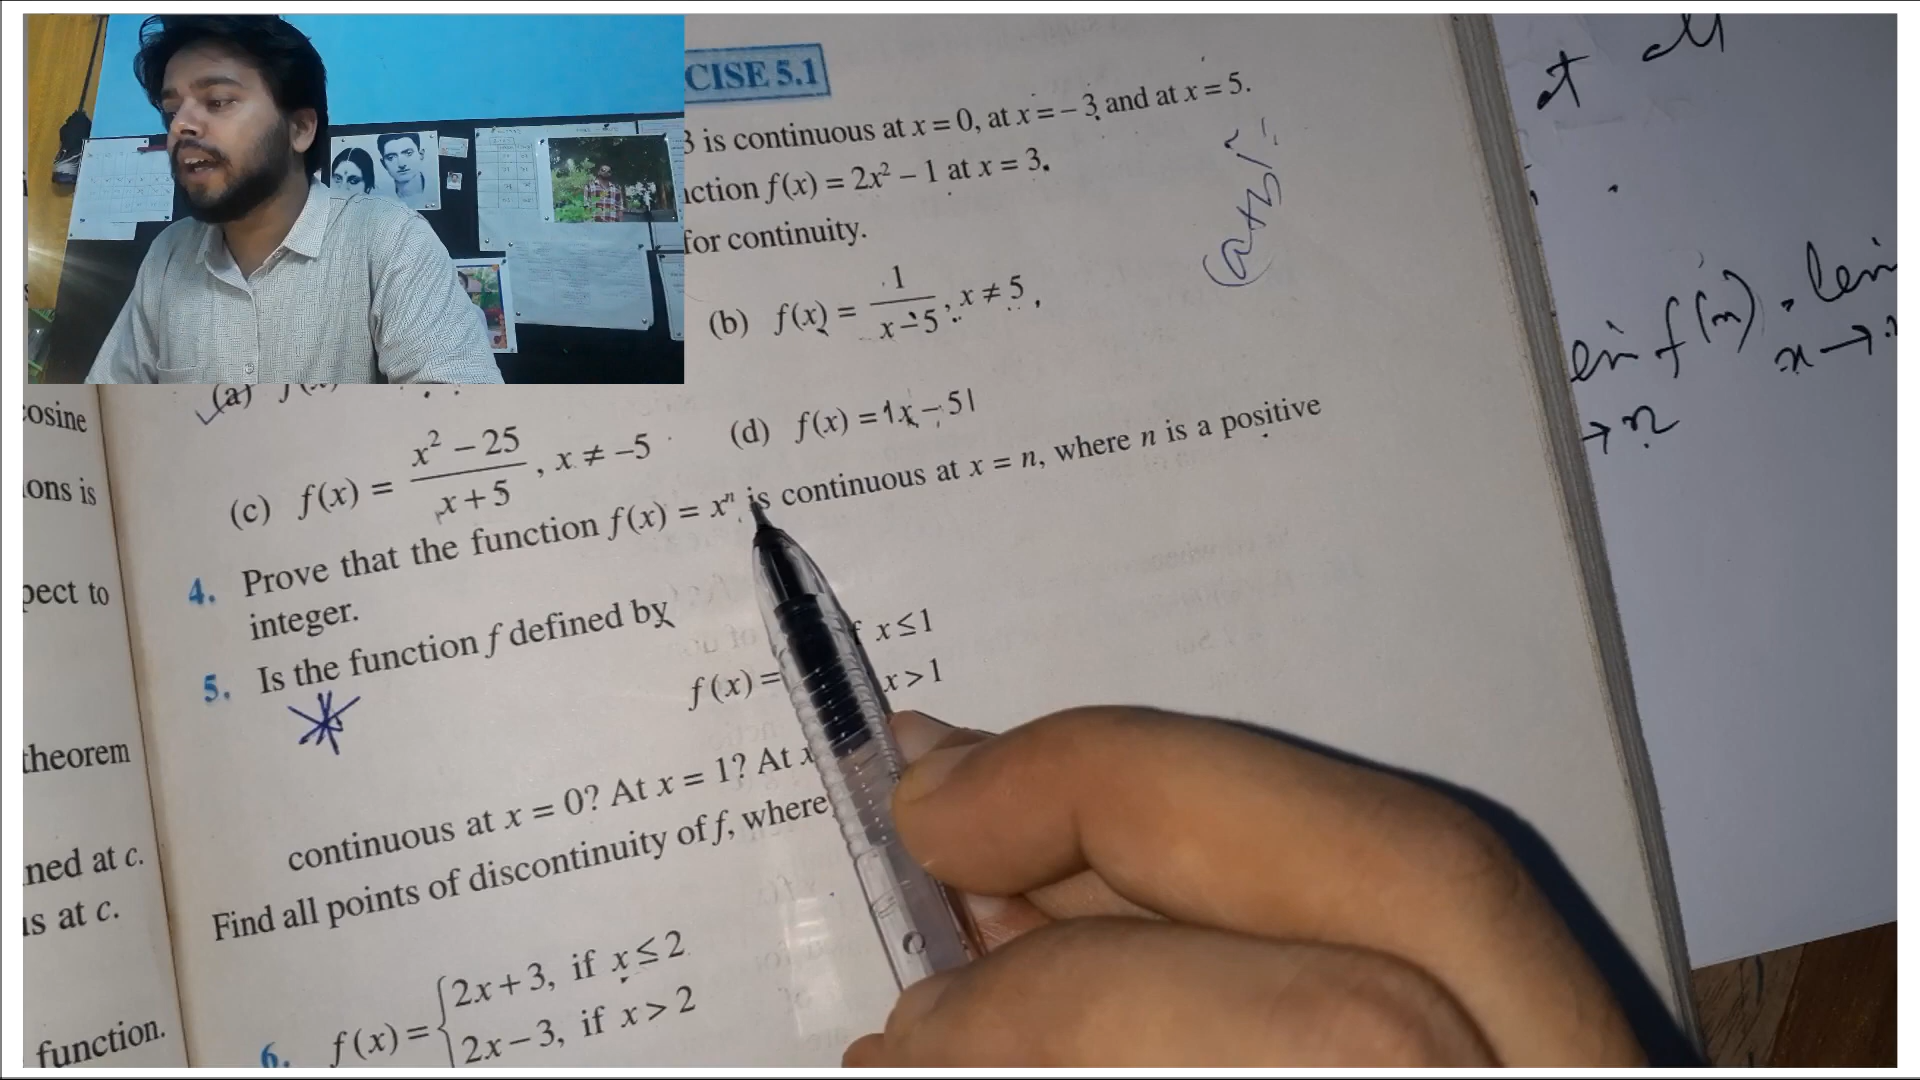 CISE 5.1
3 is continuous at x = 0, at x = – 3 and at x = 5.
ction f(x) = 2x² – 1 at x = 3.
for continuity.
(b) f(x) = 1/(x – 5), x ≠ 5
(a)
(c) f(x) = (x² – 25)/(x + 5), x ≠ –5
(d) f(x) = |x – 5|
4. Prove that the function f(x) = xⁿ is continuous at x = n, where n is a positive
integer.
5. Is the function f defined by
x ≤ 1
f(x) =
x > 1
continuous at x = 0? At x = 1? At x
Find all points of discontinuity of f, where
6. f(x) = { 2x + 3, if x ≤ 2
2x – 3, if x > 2
osine
ons is
pect to
theorem
ned at c.
is at c.
function.
at all
f(n)
x → n
→ n